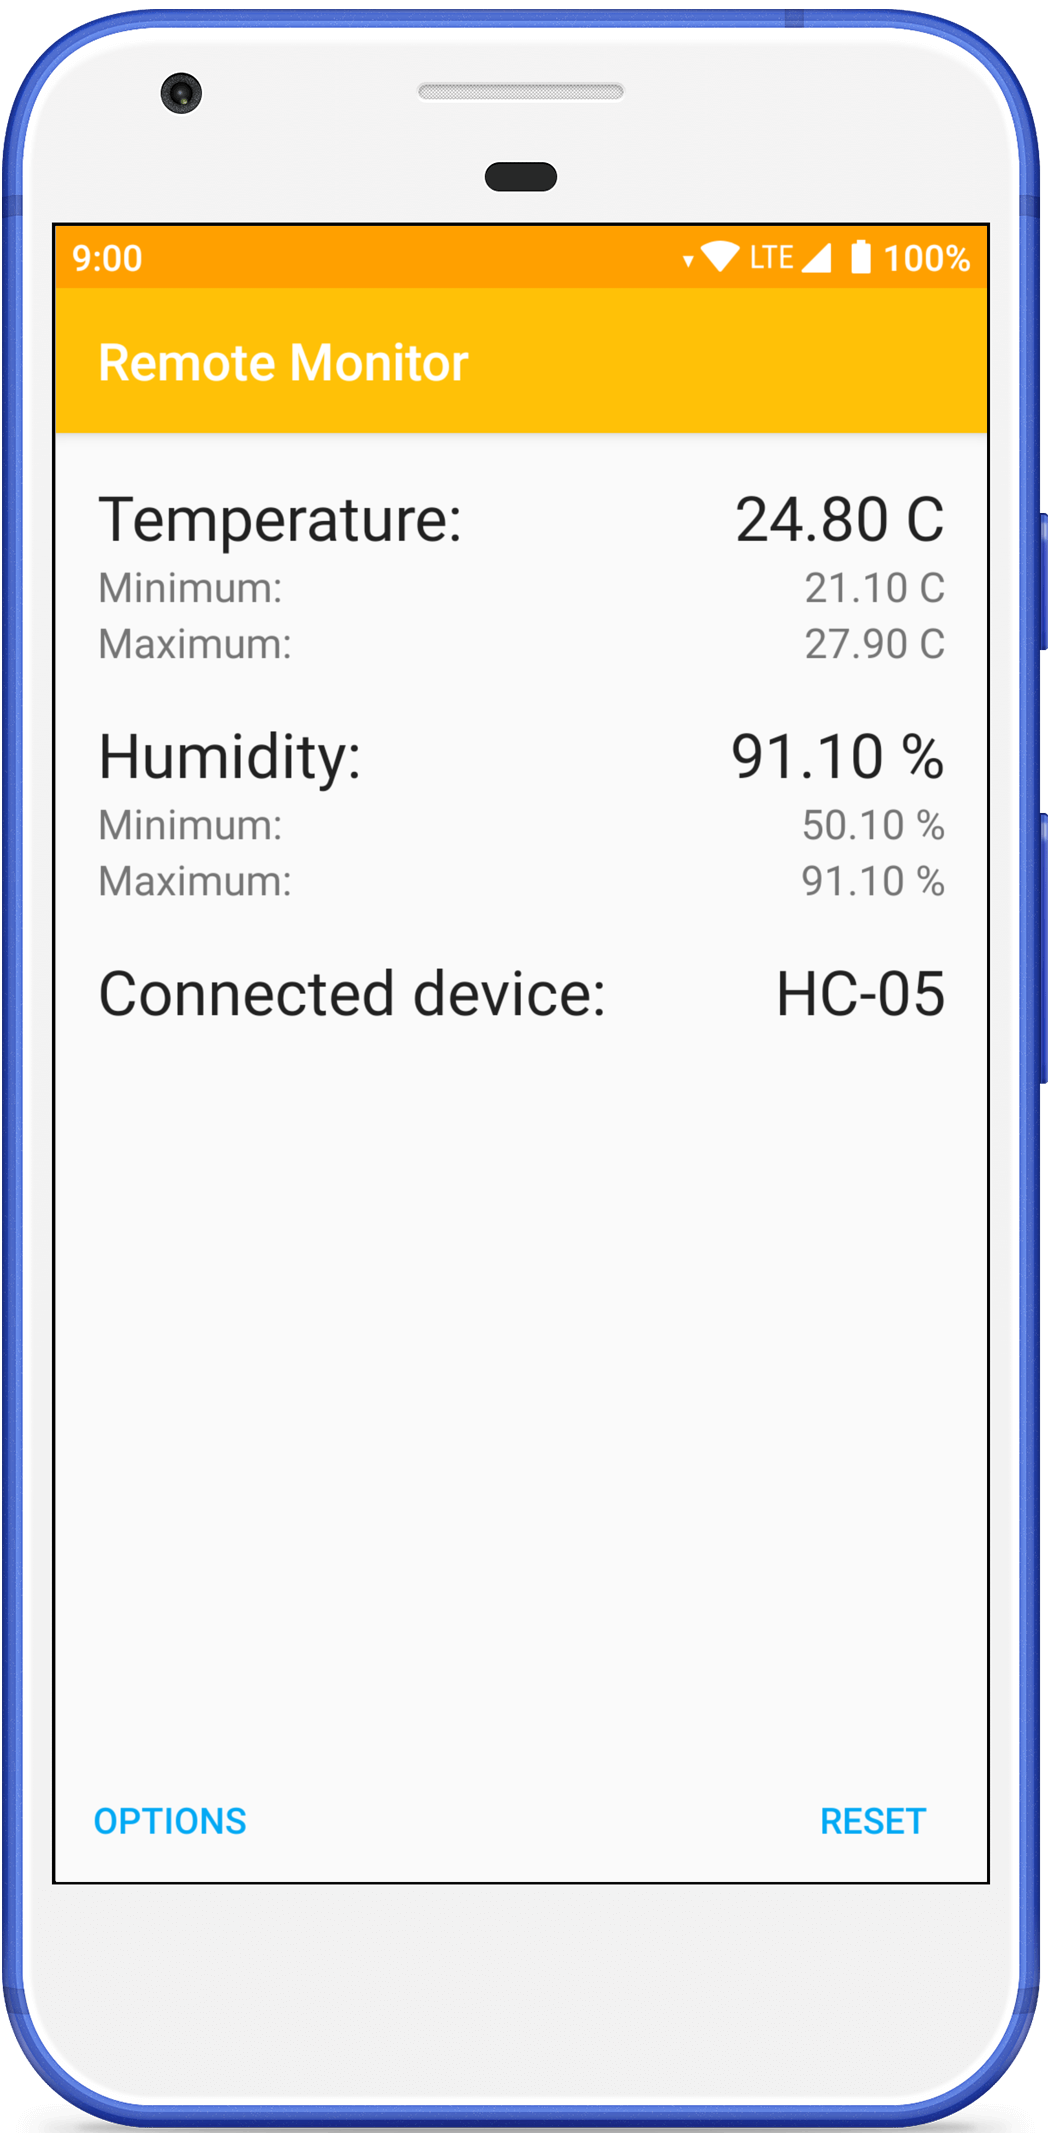 9:00 LTE 100%
Remote Monitor
Temperature: 24.80 C
Minimum: 21.10 C
Maximum: 27.90 C
Humidity: 91.10 %
Minimum: 50.10 %
Maximum: 91.10 %
Connected device: HC-05
OPTIONS RESET